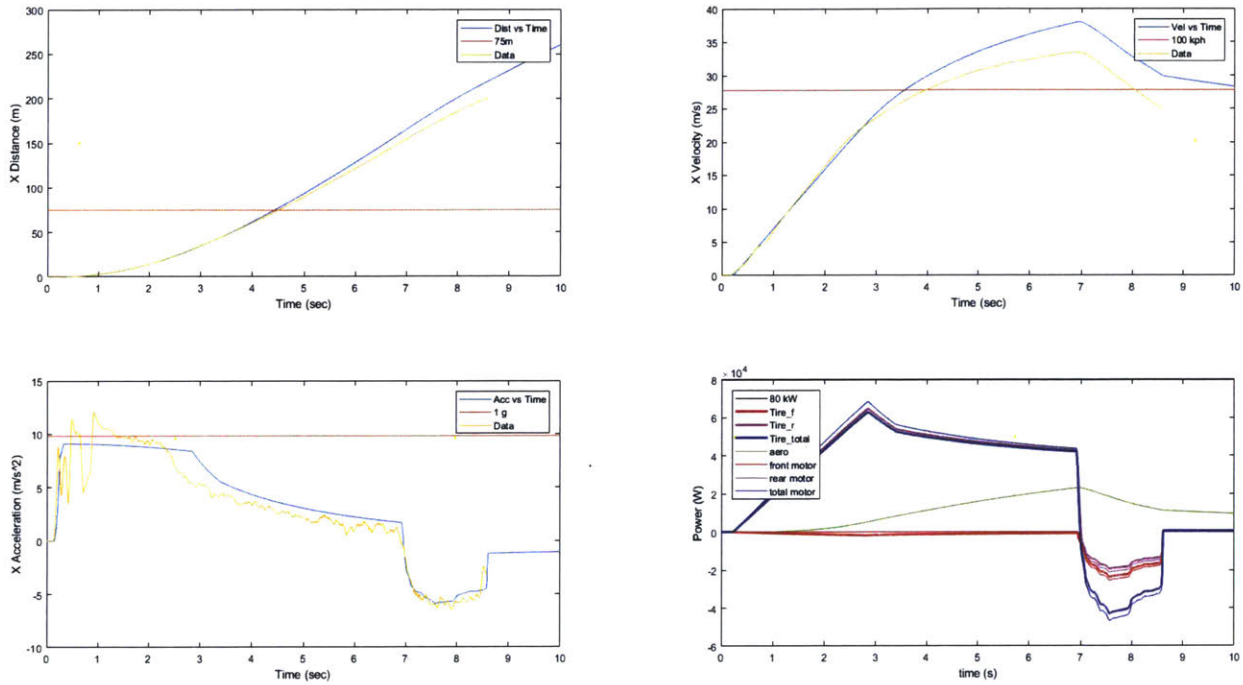 300
250
200
150
100
50
0
X Distance (m)
0 1 2 3 4 5 6 7 8 9 10
Time (sec)
Dist vs Time
75m
Data
40
35
30
25
20
15
10
5
0
X Velocity (m/s)
0 1 2 3 4 5 6 7 8 9 10
Time (sec)
Vel vs Time
100 kph
Data
15
10
5
0
-5
-10
X Acceleration (m/s^2)
0 1 2 3 4 5 6 7 8 9 10
Time (sec)
Acc vs Time
1 g
Data
× 10^4
8
6
4
2
0
-2
-4
-6
Power (W)
0 1 2 3 4 5 6 7 8 9 10
time (s)
80 kW
Tire_f
Tire_r
Tire_total
aero
front motor
rear motor
total motor